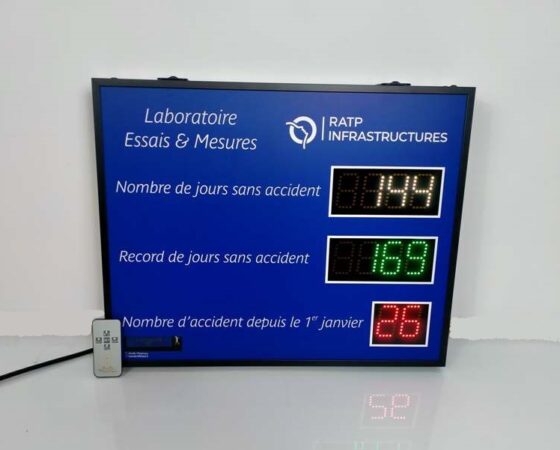 Laboratoire
Essais & Mesures
RATP
INFRASTRUCTURES
Nombre de jours sans accident
144
Record de jours sans accident
169
Nombre d'accident depuis le 1er janvier
26